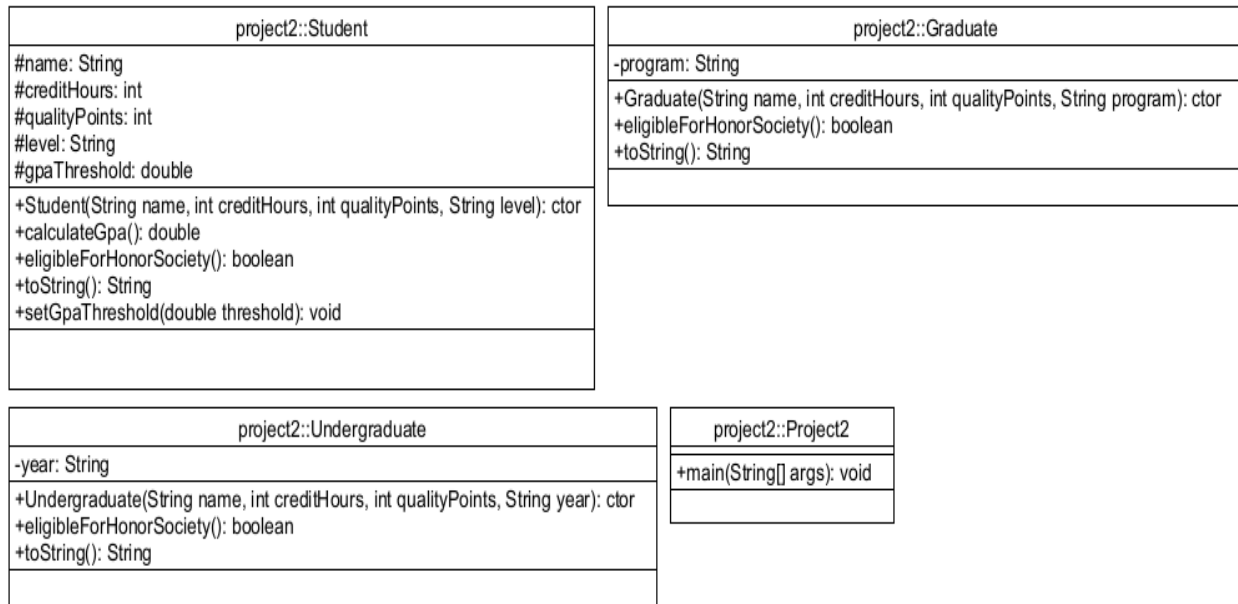 project2::Student
#name: String
#creditHours: int
#qualityPoints: int
#level: String
#gpaThreshold: double
+Student(String name, int creditHours, int qualityPoints, String level): ctor
+calculateGpa(): double
+eligibleForHonorSociety(): boolean
+toString(): String
+setGpaThreshold(double threshold): void
project2::Graduate
-program: String
+Graduate(String name, int creditHours, int qualityPoints, String program): ctor
+eligibleForHonorSociety(): boolean
+toString(): String
project2::Undergraduate
-year: String
+Undergraduate(String name, int creditHours, int qualityPoints, String year): ctor
+eligibleForHonorSociety(): boolean
+toString(): String
project2::Project2
+main(String[] args): void